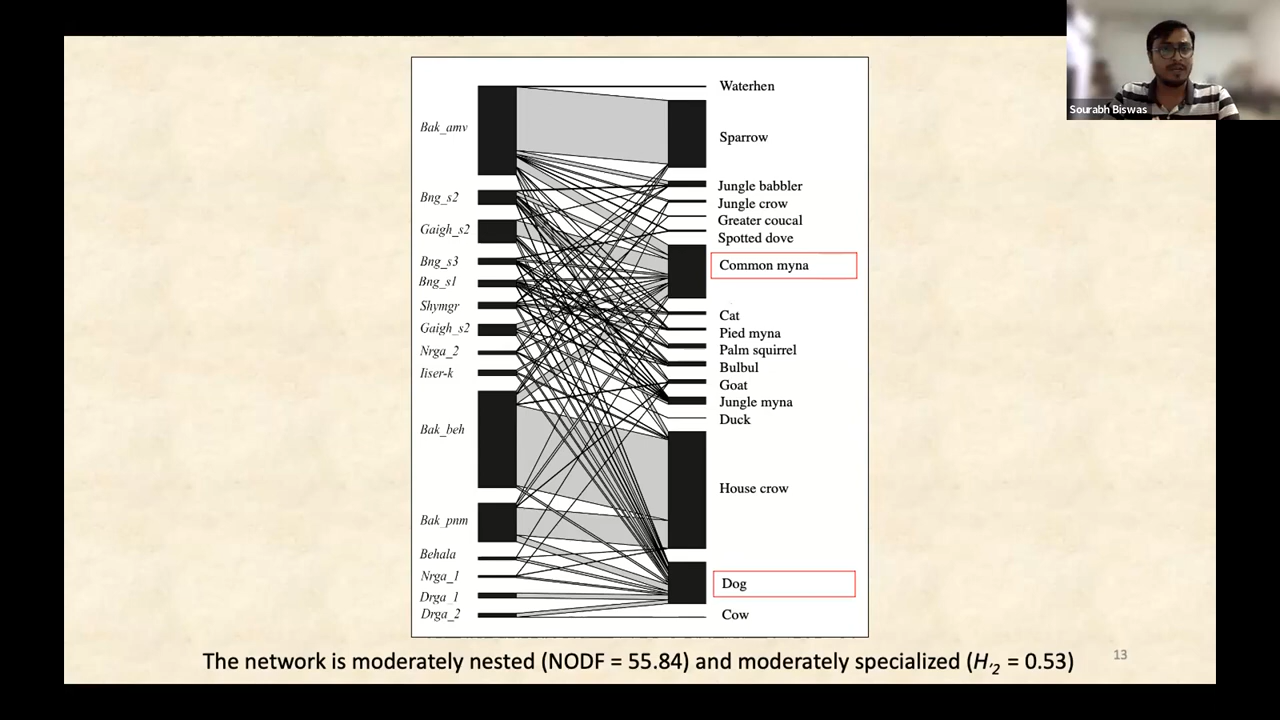 Sourabh Biswas
Bak_amv
Bng_s2
Gaigh_s2
Bng_s3
Bng_s1
Shymgr
Gaigh_s2
Nrga_2
Iiser-k
Bak_beh
Bak_pnm
Behala
Nrga_1
Drga_1
Drga_2
Waterhen
Sparrow
Jungle babbler
Jungle crow
Greater coucal
Spotted dove
Common myna
Cat
Pied myna
Palm squirrel
Bulbul
Goat
Jungle myna
Duck
House crow
Dog
Cow
The network is moderately nested (NODF = 55.84) and moderately specialized (H′2 = 0.53)
13